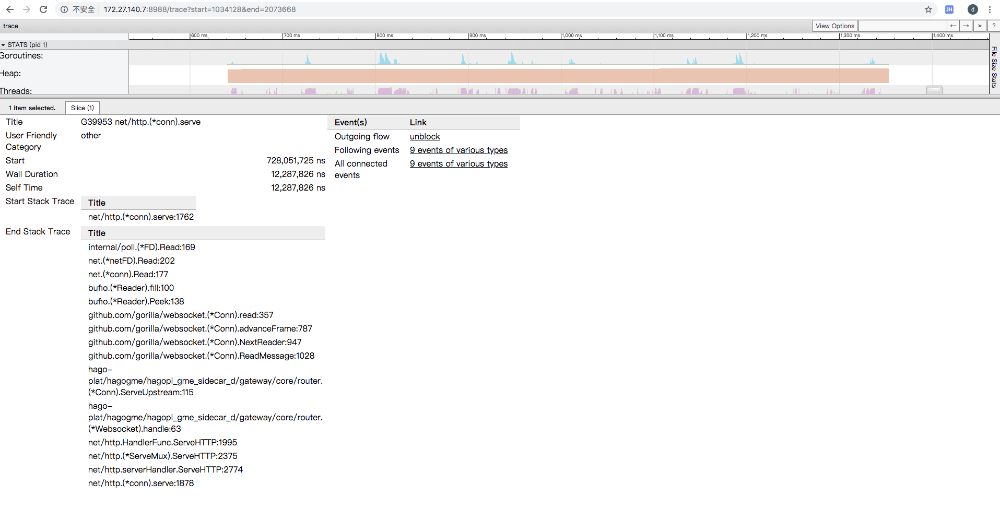 不安全 172.27.140.7:8988/trace?start=1034128&end=2073668 JH d
trace View Options ← → » ?
600 ms 700 ms 800 ms 900 ms 1,000 ms 1,100 ms 1,200 ms 1,300 ms 1,400 ms
STATS (pid 1)
Goroutines:
Heap:
Threads:
File Size Stats
1 item selected. Slice (1)
Title G39953 net/http.(*conn).serve
User Friendly Category other
Start 728,051,725 ns
Wall Duration 12,287,826 ns
Self Time 12,287,826 ns
Start Stack Trace Title
net/http.(*conn).serve:1762
End Stack Trace Title
internal/poll.(*FD).Read:169
net.(*netFD).Read:202
net.(*conn).Read:177
bufio.(*Reader).fill:100
bufio.(*Reader).Peek:138
github.com/gorilla/websocket.(*Conn).read:357
github.com/gorilla/websocket.(*Conn).advanceFrame:787
github.com/gorilla/websocket.(*Conn).NextReader:947
github.com/gorilla/websocket.(*Conn).ReadMessage:1028
hago-
plat/hagogme/hagopl_gme_sidecar_d/gateway/core/router.
(*Conn).ServeUpstream:115
hago-
plat/hagogme/hagopl_gme_sidecar_d/gateway/core/router.
(*Websocket).handle:63
net/http.HandlerFunc.ServeHTTP:1995
net/http.(*ServeMux).ServeHTTP:2375
net/http.serverHandler.ServeHTTP:2774
net/http.(*conn).serve:1878
Event(s) Link
Outgoing flow unblock
Following events 9 events of various types
All connected events 9 events of various types